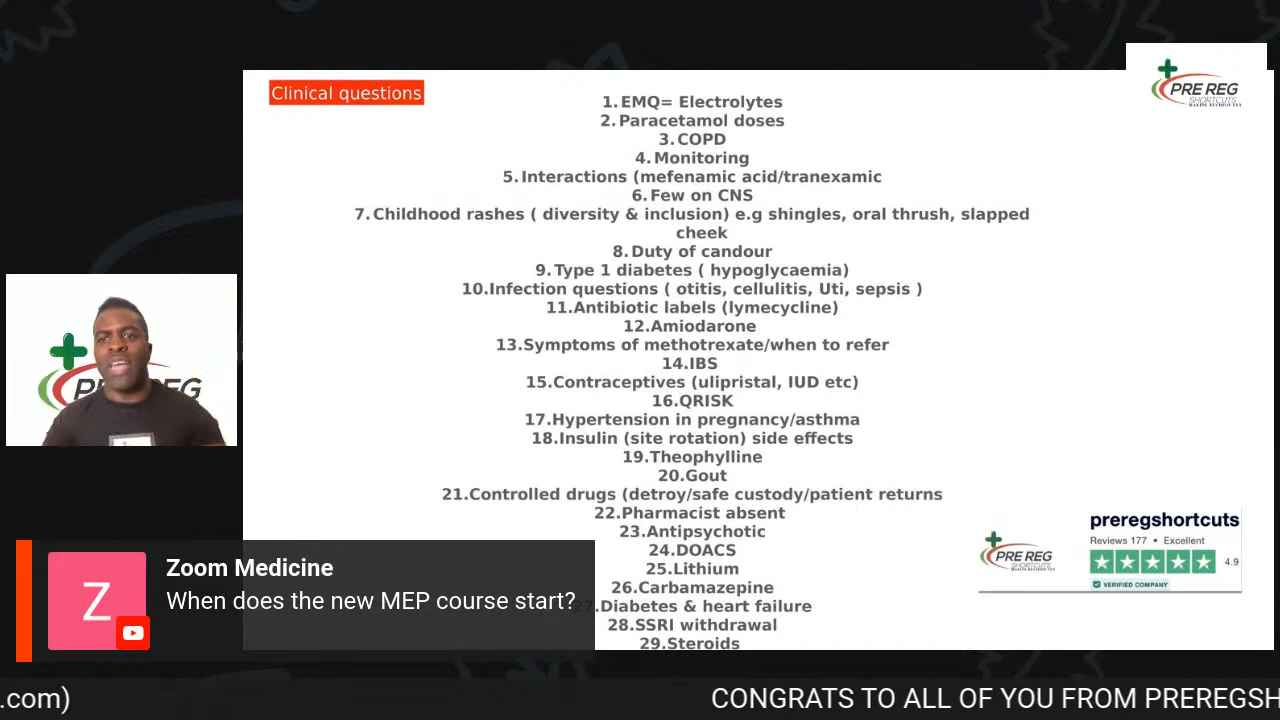 Clinical questions
PRE REG
SHORTCUTS
1. EMQ= Electrolytes
2. Paracetamol doses
3. COPD
4. Monitoring
5. Interactions (mefenamic acid/tranexamic
6. Few on CNS
7. Childhood rashes ( diversity & inclusion) e.g shingles, oral thrush, slapped
cheek
8. Duty of candour
9. Type 1 diabetes ( hypoglycaemia)
10.Infection questions ( otitis, cellulitis, Uti, sepsis )
11.Antibiotic labels (lymecycline)
12.Amiodarone
13.Symptoms of methotrexate/when to refer
14.IBS
15.Contraceptives (ulipristal, IUD etc)
16.QRISK
17.Hypertension in pregnancy/asthma
18.Insulin (site rotation) side effects
19.Theophylline
20.Gout
21.Controlled drugs (detroy/safe custody/patient returns
22.Pharmacist absent
23.Antipsychotic
24.DOACS
25.Lithium
26.Carbamazepine
27.Diabetes & heart failure
28.SSRI withdrawal
29.Steroids
PRE REG
preregshortcuts
Reviews 177 • Excellent
4.9
VERIFIED COMPANY
Z
Zoom Medicine
When does the new MEP course start?
.com)
CONGRATS TO ALL OF YOU FROM PREREGSH